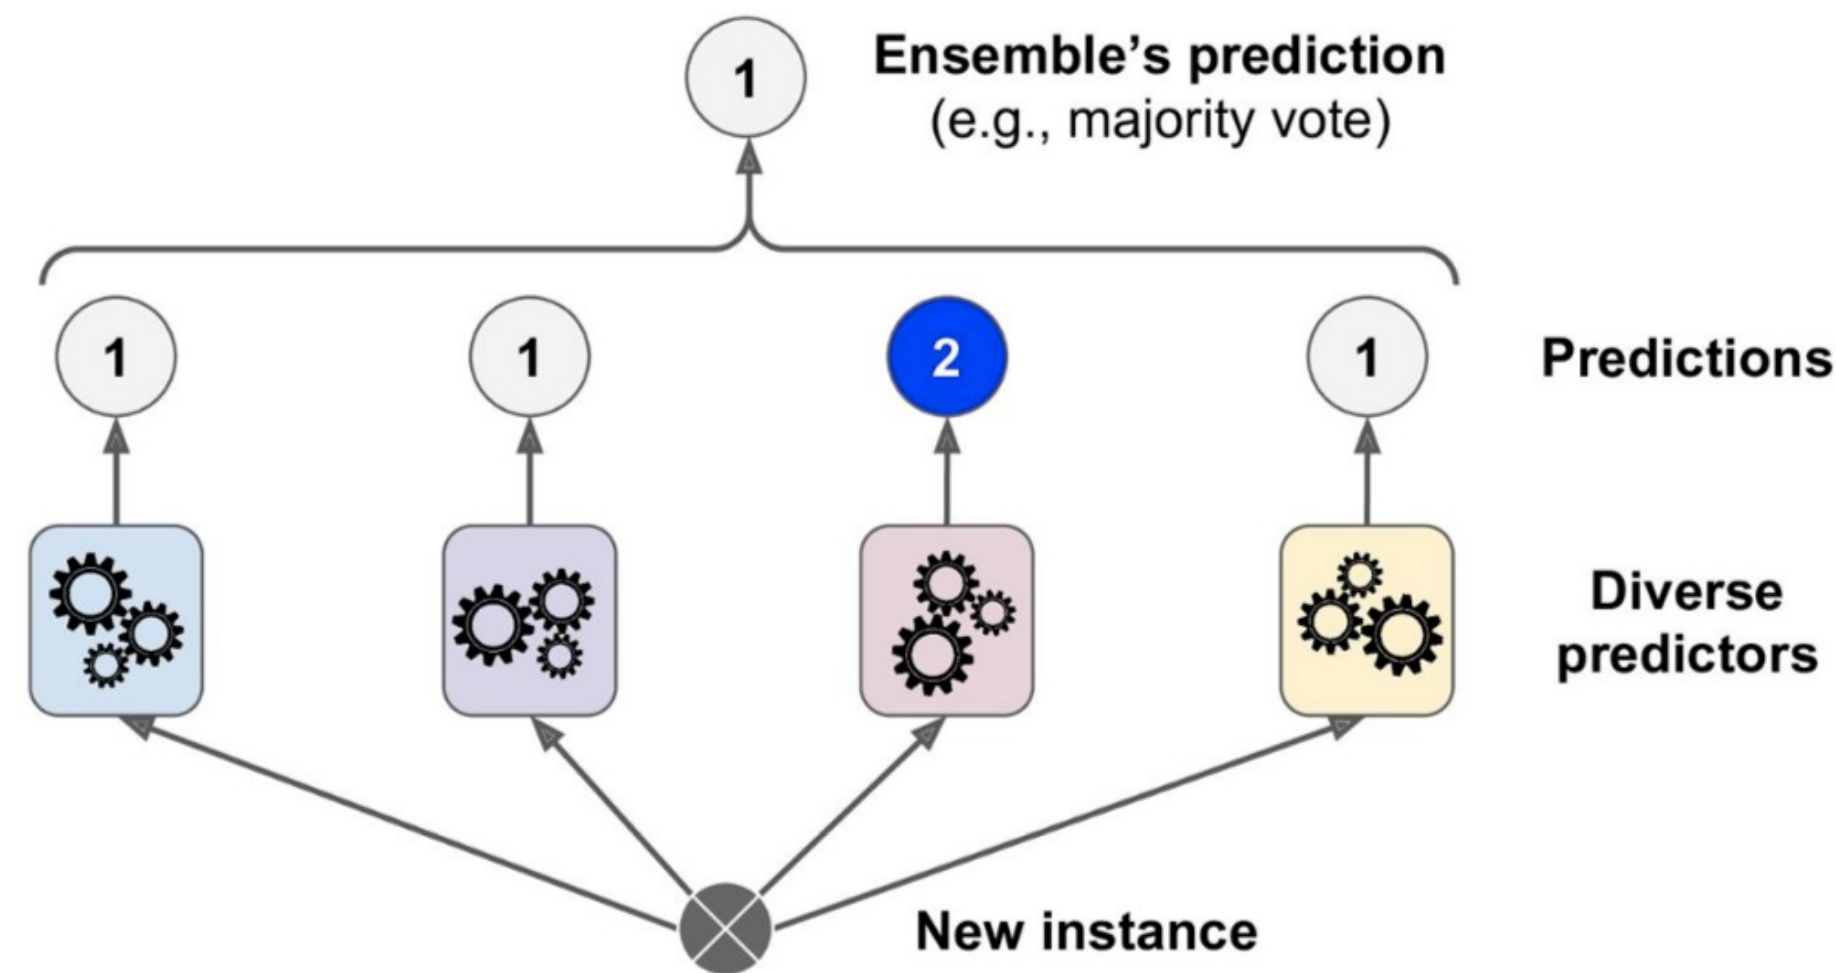 1
Ensemble’s prediction
(e.g., majority vote)
1 1 2 1 Predictions
Diverse
predictors
New instance